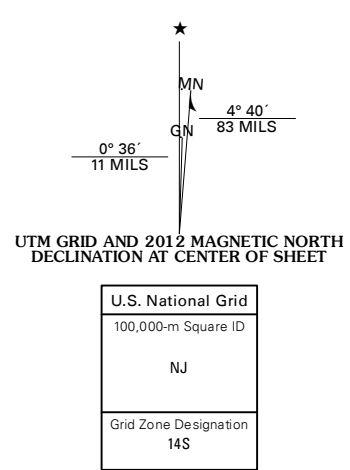 ★
MN
4° 40´
83 MILS
GN
0° 36´
11 MILS
UTM GRID AND 2012 MAGNETIC NORTH
DECLINATION AT CENTER OF SHEET
U.S. National Grid
100,000-m Square ID
NJ
Grid Zone Designation
14S